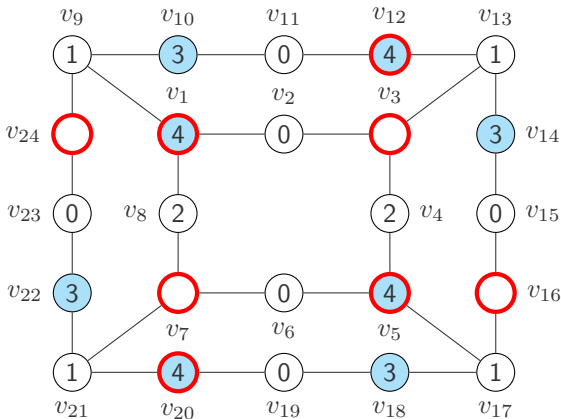 v₉ v₁₀ v₁₁ v₁₂ v₁₃
1 3 0 4 1
v₁ v₂ v₃
v₂₄ 4 0 3 v₁₄
v₂₃ 0 v₈ 2 2 v₄ 0 v₁₅
v₂₂ 3 0 4 v₁₆
v₇ v₆ v₅
1 4 0 3 1
v₂₁ v₂₀ v₁₉ v₁₈ v₁₇